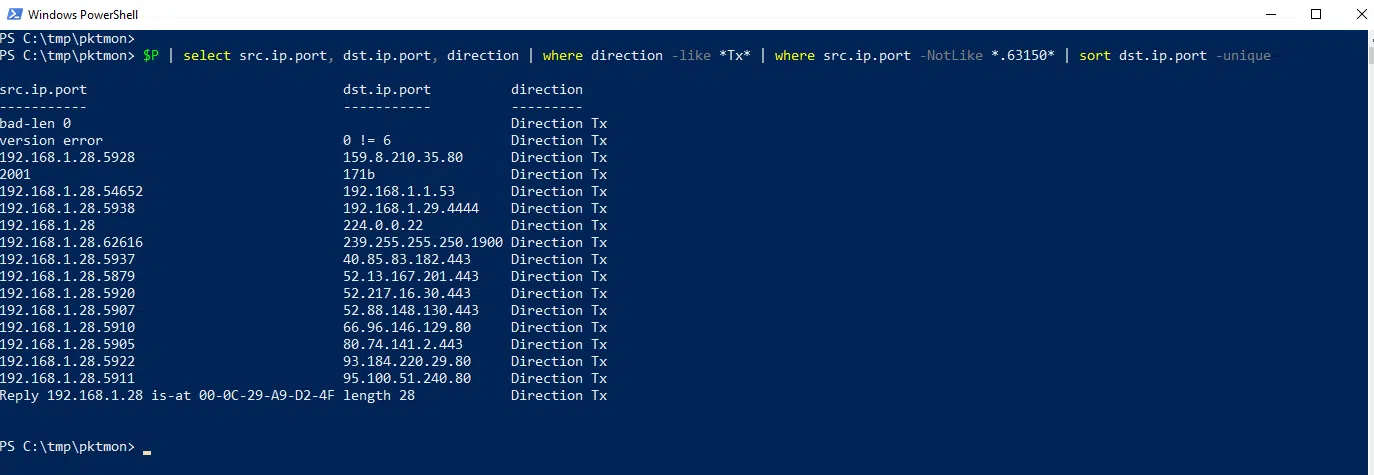 Windows PowerShell
PS C:\tmp\pktmon>
PS C:\tmp\pktmon> $P | select src.ip.port, dst.ip.port, direction | where direction -like *Tx* | where src.ip.port -NotLike *.63150* | sort dst.ip.port -unique
src.ip.port dst.ip.port direction
----------- ----------- ---------
bad-len 0 Direction Tx
version error 0 != 6 Direction Tx
192.168.1.28.5928 159.8.210.35.80 Direction Tx
2001 171b Direction Tx
192.168.1.28.54652 192.168.1.1.53 Direction Tx
192.168.1.28.5938 192.168.1.29.4444 Direction Tx
192.168.1.28 224.0.0.22 Direction Tx
192.168.1.28.62616 239.255.255.250.1900 Direction Tx
192.168.1.28.5937 40.85.83.182.443 Direction Tx
192.168.1.28.5879 52.13.167.201.443 Direction Tx
192.168.1.28.5920 52.217.16.30.443 Direction Tx
192.168.1.28.5907 52.88.148.130.443 Direction Tx
192.168.1.28.5910 66.96.146.129.80 Direction Tx
192.168.1.28.5905 80.74.141.2.443 Direction Tx
192.168.1.28.5922 93.184.220.29.80 Direction Tx
192.168.1.28.5911 95.100.51.240.80 Direction Tx
Reply 192.168.1.28 is-at 00-0C-29-A9-D2-4F length 28 Direction Tx
PS C:\tmp\pktmon>